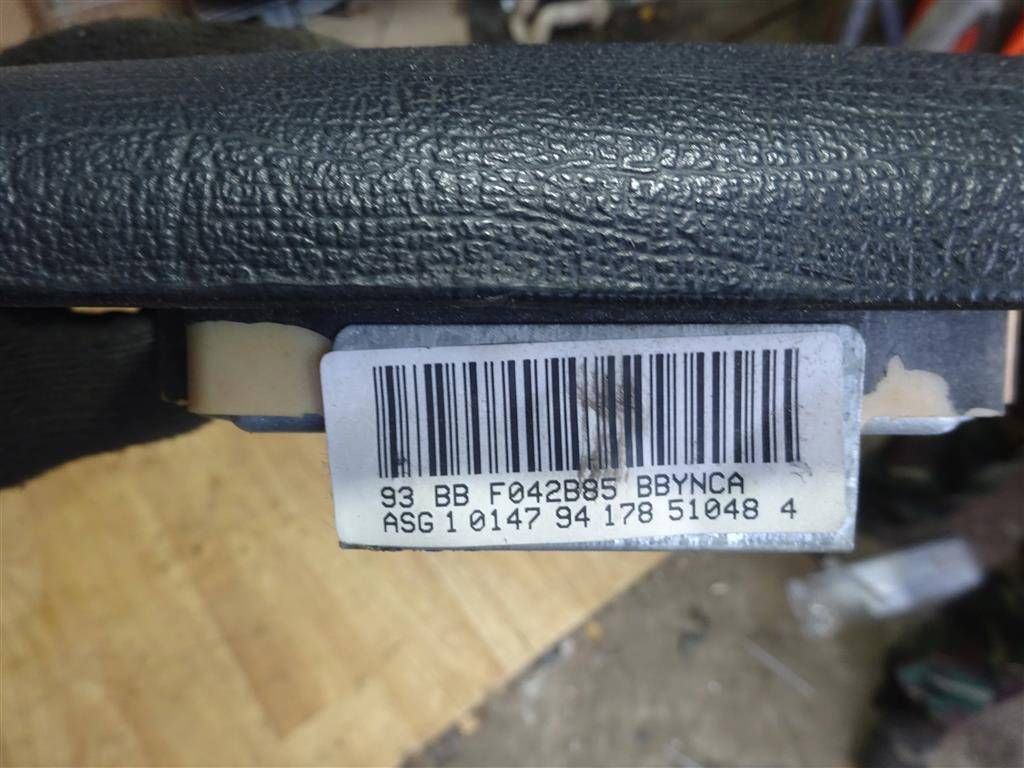 93 BB F042B85 BBYNCA
ASG 1 0147 94 178 51048 4